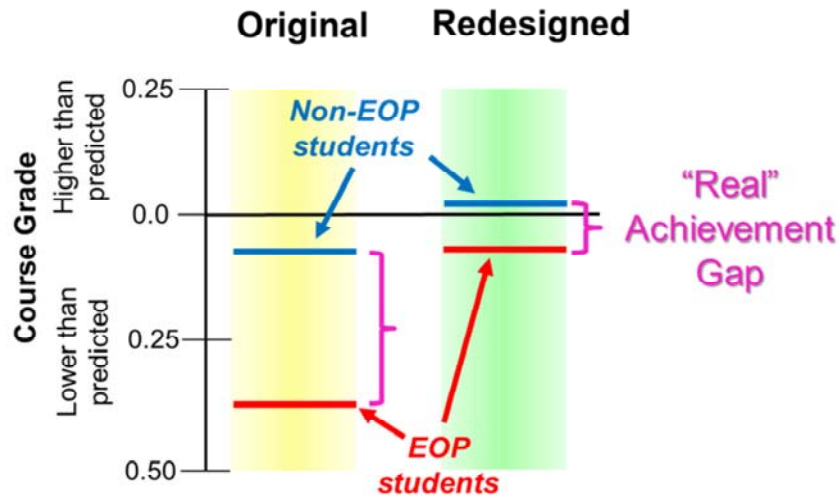 Original
Redesigned
0.25
0.0
0.25
0.50
Course Grade
Higher than
predicted
Lower than
predicted
Non-EOP
students
EOP
students
“Real”
Achievement
Gap